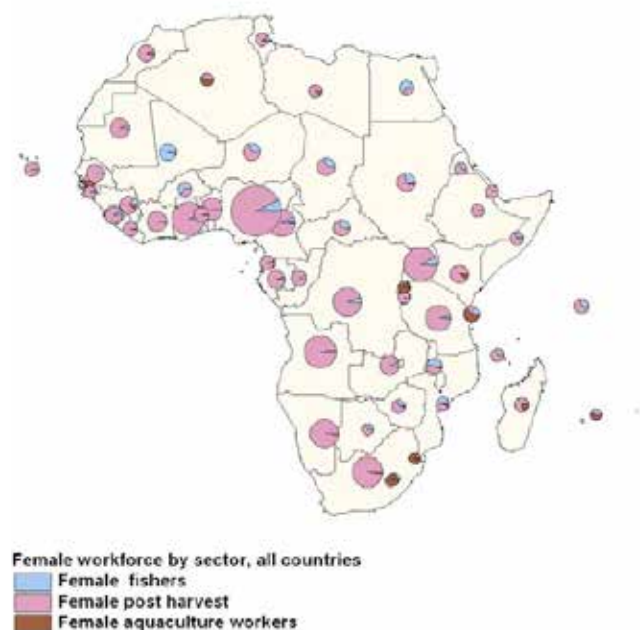 Female workforce by sector, all countries
Female fishers
Female post harvest
Female aquaculture workers